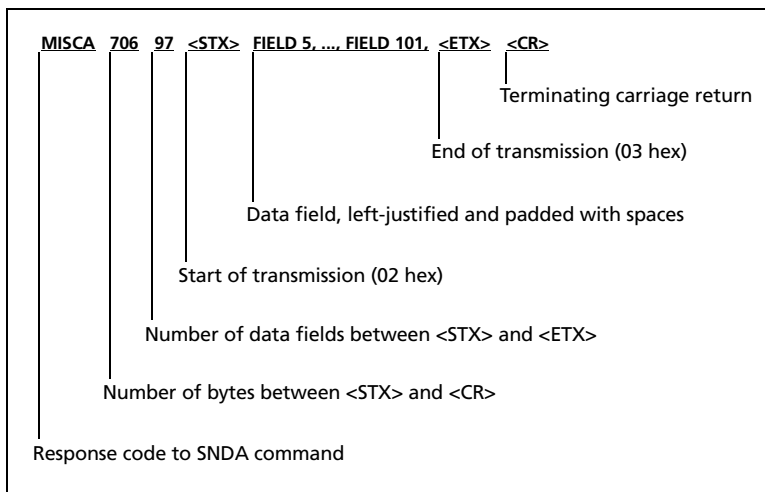 MISCA 706 97 <STX> FIELD 5, ..., FIELD 101, <ETX> <CR>
Terminating carriage return
End of transmission (03 hex)
Data field, left-justified and padded with spaces
Start of transmission (02 hex)
Number of data fields between <STX> and <ETX>
Number of bytes between <STX> and <CR>
Response code to SNDA command